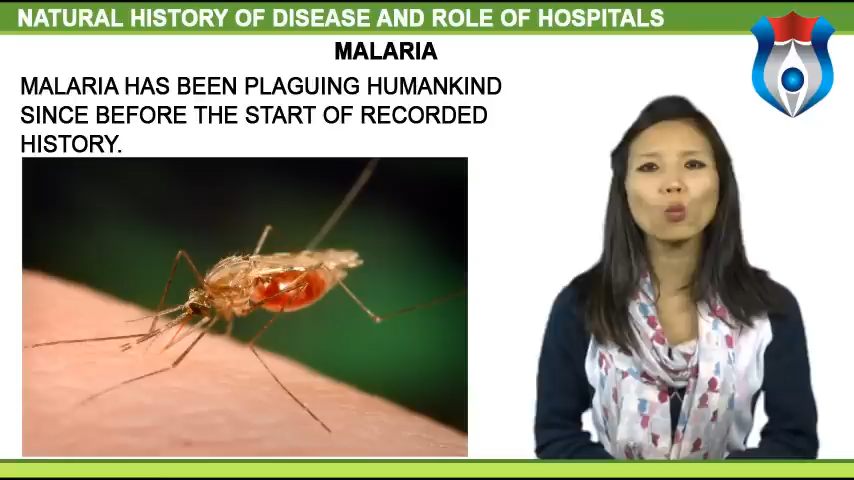 NATURAL HISTORY OF DISEASE AND ROLE OF HOSPITALS
MALARIA
MALARIA HAS BEEN PLAGUING HUMANKIND
SINCE BEFORE THE START OF RECORDED
HISTORY.